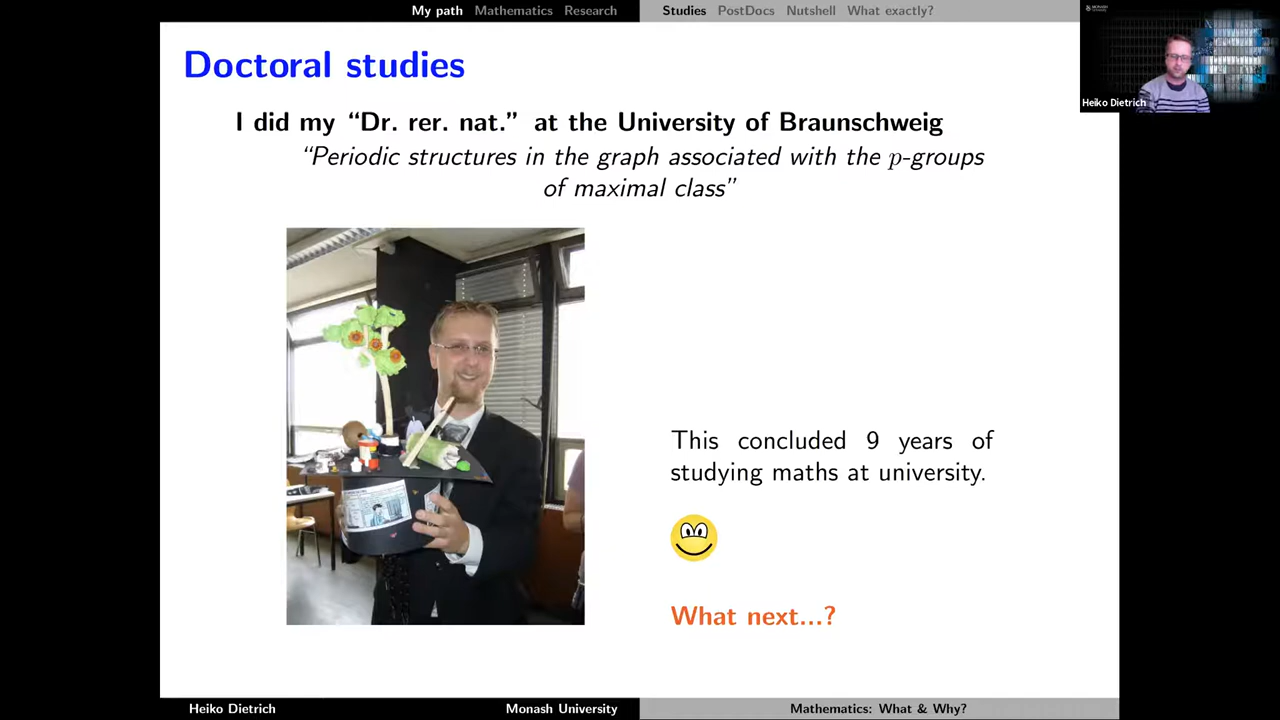 My path Mathematics Research Studies PostDocs Nutshell What exactly?
Doctoral studies
I did my “Dr. rer. nat.” at the University of Braunschweig
“Periodic structures in the graph associated with the p-groups
of maximal class”
This concluded 9 years of
studying maths at university.
What next...?
Heiko Dietrich
Heiko Dietrich Monash University Mathematics: What & Why?
MONASH
University